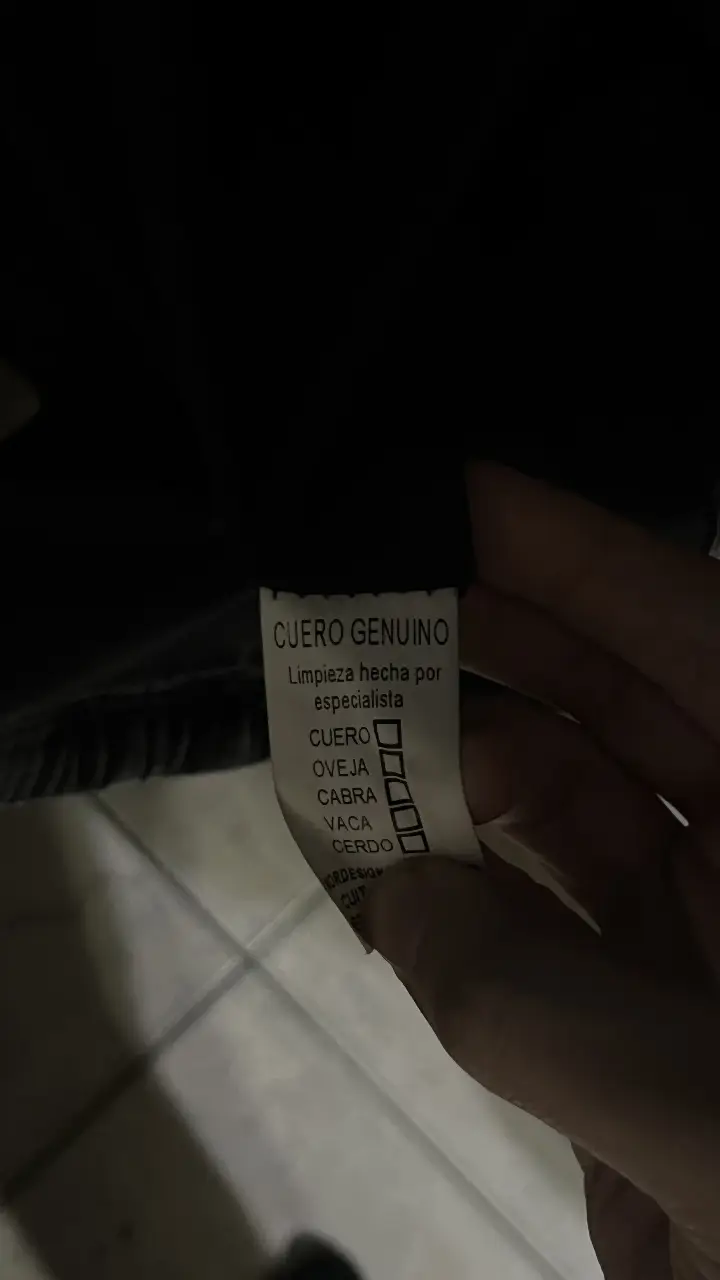 CUERO GENUINO
Limpieza hecha por
especialista
CUERO
OVEJA
CABRA
VACA
CERDO